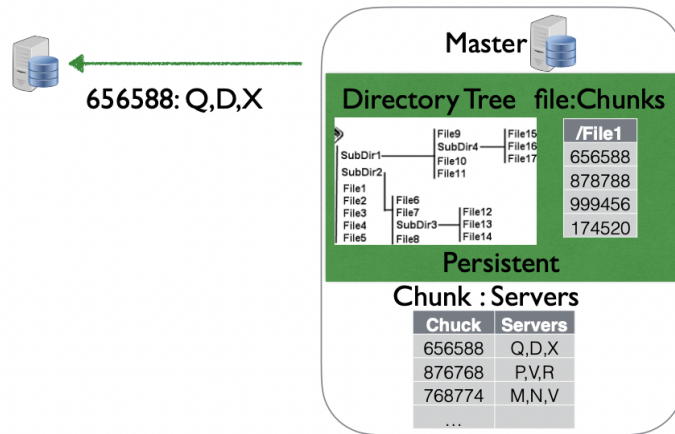 Master
656588: Q,D,X
Directory Tree file:Chunks
SubDir1
SubDir2
File1
File2
File3
File4
File5
File6
File7
SubDir3
File8
File9
SubDir4
File10
File11
File12
File13
File14
File15
File16
File17
/File1
656588
878788
999456
174520
Persistent
Chunk : Servers
Chuck Servers
656588 Q,D,X
876768 P,V,R
768774 M,N,V
...